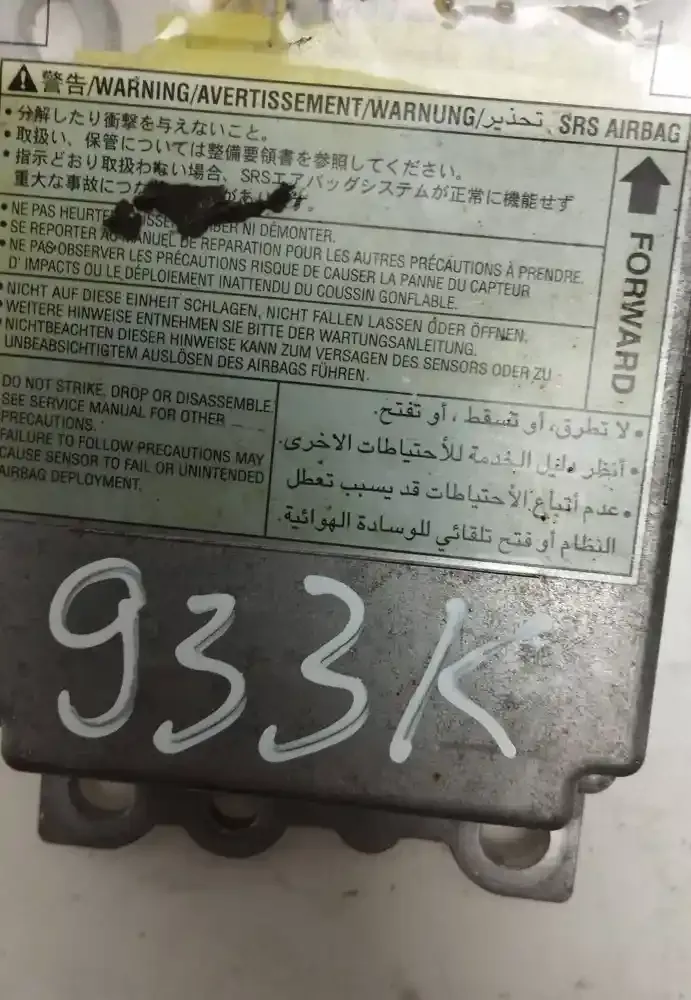 警告/WARNING/AVERTISSEMENT/WARNUNG/تحذير、SRS AIRBAG
•分解したり衝撃を与えないこと。
•取扱い、保管については整備要領書を参照してください。
•指示どおり取扱わない場合、SRSエアバッグシステムが正常に機能せず
重大な事故につながあ
•NE PAS HEURTER NI DÉMONTER.
•SE REPORTER AU MANUEL DE REPARATION POUR LES AUTRES PRÉCAUTIONS À PRENDRE.
•NE PAS OBSERVER LES PRÉCAUTIONS RISQUE DE CAUSER LA PANNE DU CAPTEUR
D' IMPACTS OU LE DÉPLOIEMENT INATTENDU DU COUSSIN GONFLABLE.
•NICHT AUF DIESE EINHEIT SCHLAGEN, NICHT FALLEN LASSEN ODER ÖFFNEN.
•WEITERE HINWEISE ENTNEHMEN SIE BITTE DER WARTUNGSANLEITUNG.
•NICHTBEACHTEN DIESER HINWEISE KANN ZUM VERSAGEN DES SENSORS ODER ZU
UNBEABSICHTIGTEM AUSLÖSEN DES AIRBAGS FÜHREN.
FORWARD
DO NOT STRIKE, DROP OR DISASSEMBLE.
SEE SERVICE MANUAL FOR OTHER
PRECAUTIONS.
FAILURE TO FOLLOW PRECAUTIONS MAY
CAUSE SENSOR TO FAIL OR UNINTENDED
AIRBAG DEPLOYMENT.
•لا تطرق، أو تسقط، أو تفتح.
•أنظر دليل الخدمة للأحتياطات الاخرى.
•عدم أتباع الأحتياطات قد يسبب تعطل
النظام أو فتح تلقائي للوسادة الهوائية.
933K